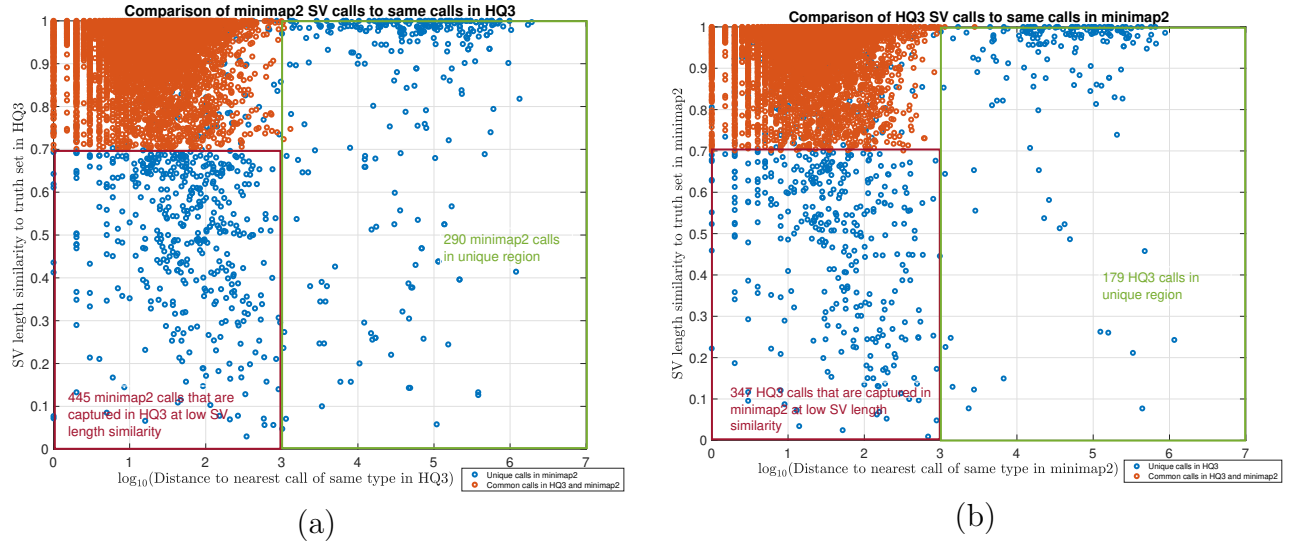 Comparison of minimap2 SV calls to same calls in HQ3
SV length similarity to truth set in HQ3
1
0.9
0.8
0.7
0.6
0.5
0.4
0.3
0.2
0.1
0
290 minimap2 calls
in unique region
445 minimap2 calls that are
captured in HQ3 at low SV
length similarity
0 1 2 3 4 5 6 7
log₁₀(Distance to nearest call of same type in HQ3)
Unique calls in minimap2
Common calls in HQ3 and minimap2
(a)
Comparison of HQ3 SV calls to same calls in minimap2
SV length similarity to truth set in minimap2
1
0.9
0.8
0.7
0.6
0.5
0.4
0.3
0.2
0.1
0
179 HQ3 calls in
unique region
347 HQ3 calls that are captured in
minimap2 at low SV length
similarity
0 1 2 3 4 5 6 7
log₁₀(Distance to nearest call of same type in minimap2)
Unique calls in HQ3
Common calls in HQ3 and minimap2
(b)